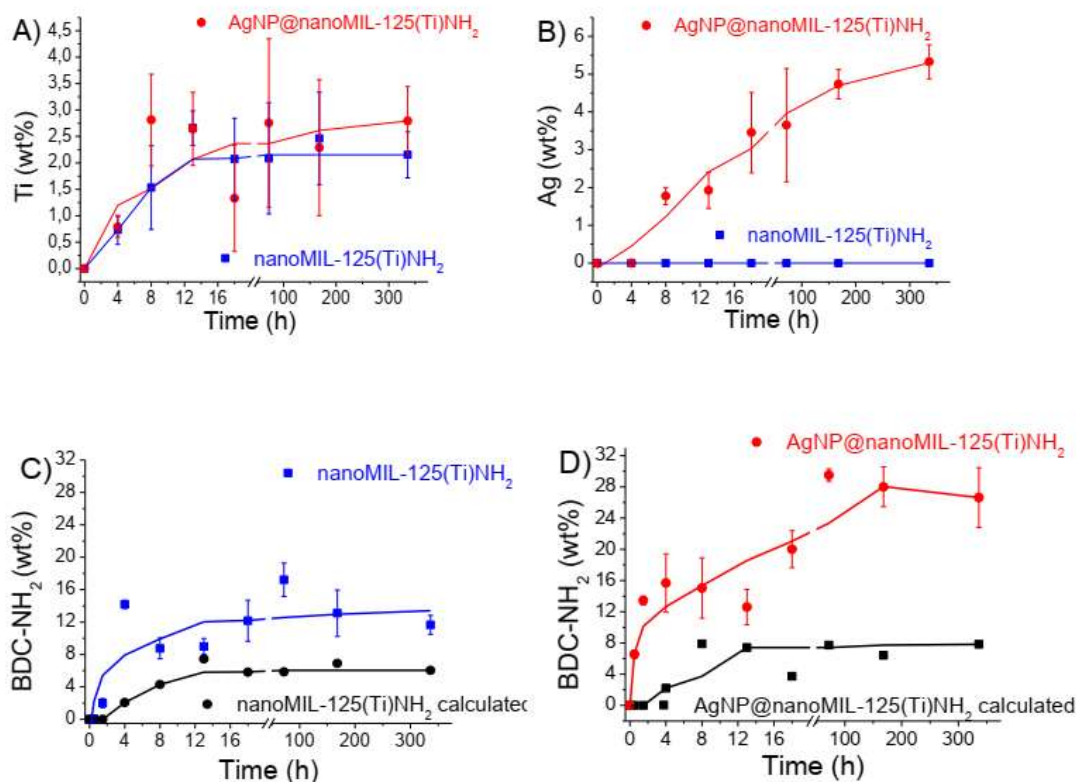 A)
AgNP@nanoMIL-125(Ti)NH2
4,5
4,0
3,5
3,0
2,5
2,0
1,5
1,0
0,5
0,0
Ti (wt%)
nanoMIL-125(Ti)NH2
0 4 8 12 16 100 200 300
Time (h)
B)
AgNP@nanoMIL-125(Ti)NH2
6
5
4
3
2
1
0
Ag (wt%)
nanoMIL-125(Ti)NH2
0 4 8 12 16 100 200 300
Time (h)
C)
nanoMIL-125(Ti)NH2
32
28
24
20
16
12
8
4
0
BDC-NH2 (wt%)
nanoMIL-125(Ti)NH2 calculated
0 4 8 12 16 100 200 300
Time (h)
D)
AgNP@nanoMIL-125(Ti)NH2
32
28
24
20
16
12
8
4
0
BDC-NH2 (wt%)
AgNP@nanoMIL-125(Ti)NH2 calculated
0 4 8 12 16 100 200 300
Time (h)